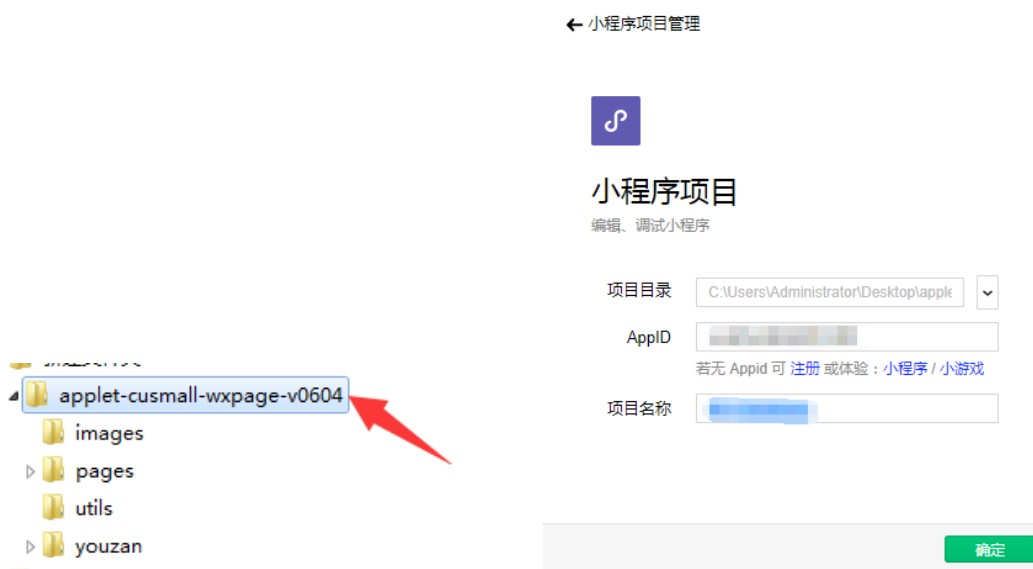 applet-cusmall-wxpage-v0604
images
pages
utils
youzan
小程序项目管理
小程序项目
编辑、调试小程序
项目目录 C:\Users\Administrator\Desktop\apple
AppID
若无 Appid 可 注册 或体验：小程序 / 小游戏
项目名称
确定